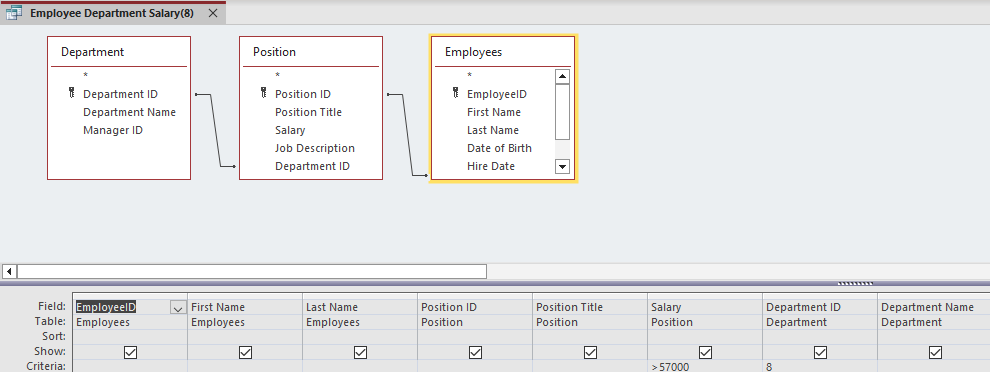 Employee Department Salary(8) ×
Department
*
Department ID
Department Name
Manager ID
Position
*
Position ID
Position Title
Salary
Job Description
Department ID
Employees
*
EmployeeID
First Name
Last Name
Date of Birth
Hire Date
Field: EmployeeID First Name Last Name Position ID Position Title Salary Department ID Department Name
Table: Employees Employees Employees Position Position Position Department Department
Sort:
Show:
Criteria: >57000 8